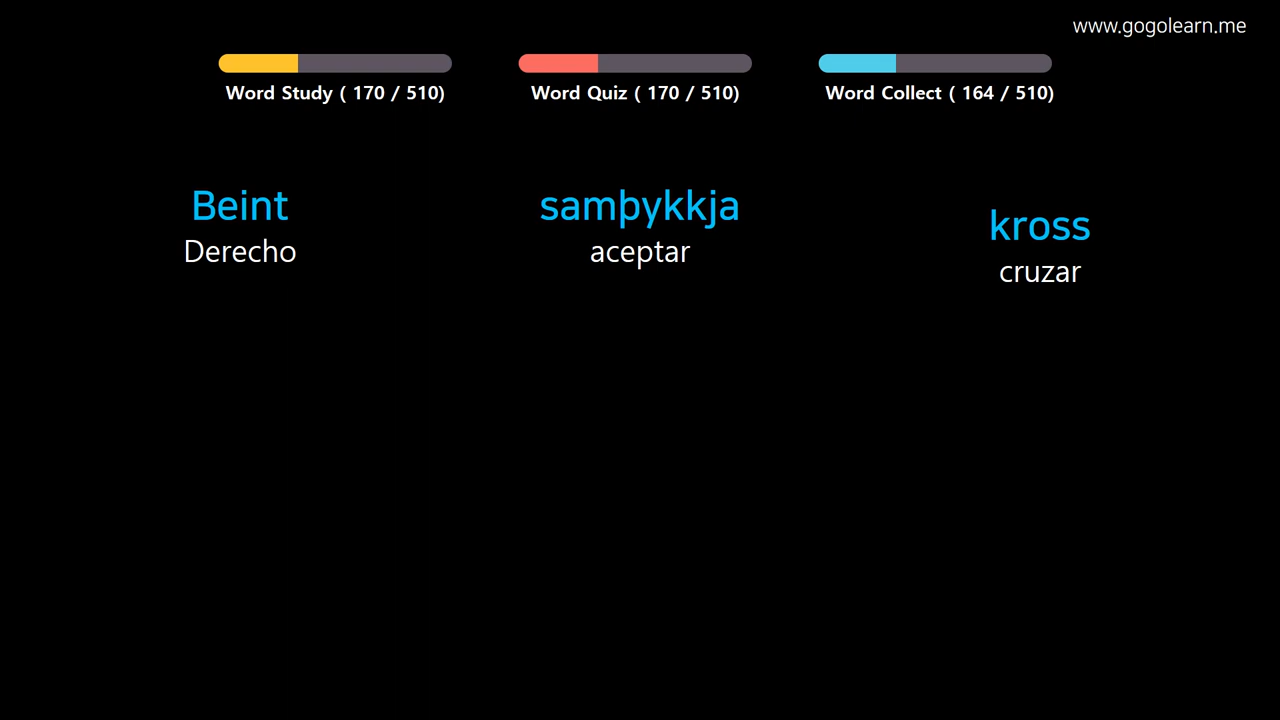 www.gogolearn.me
Word Study ( 170 / 510)
Word Quiz ( 170 / 510)
Word Collect ( 164 / 510)
Beint
Derecho
samþykkja
aceptar
kross
cruzar